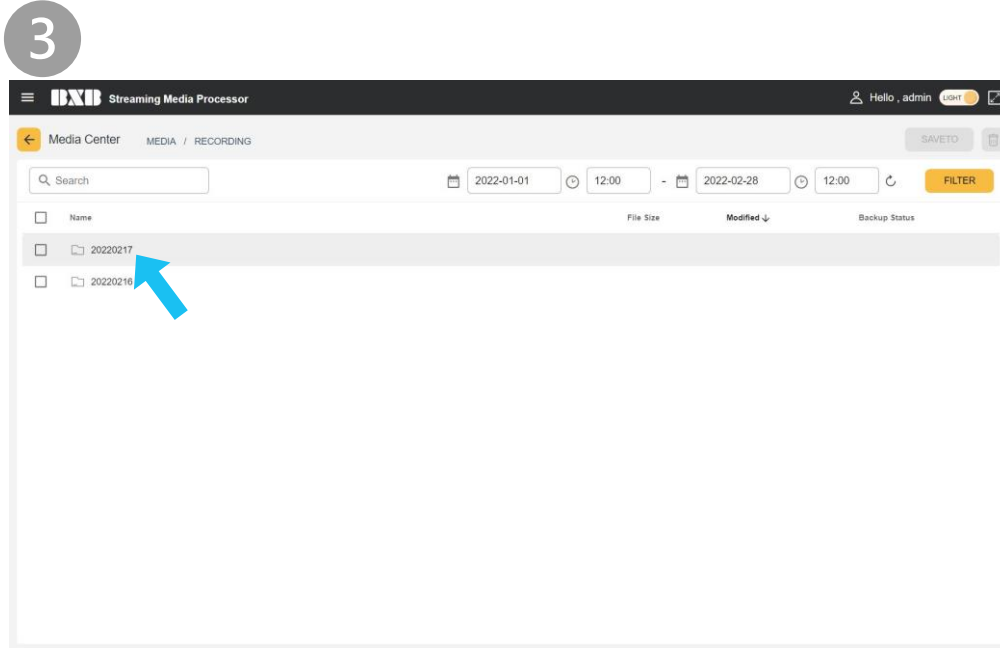 3
BXB Streaming Media Processor Hello , admin LIGHT
Media Center MEDIA / RECORDING SAVETO
Search 2022-01-01 12:00 - 2022-02-28 12:00 FILTER
Name File Size Modified Backup Status
20220217
20220216